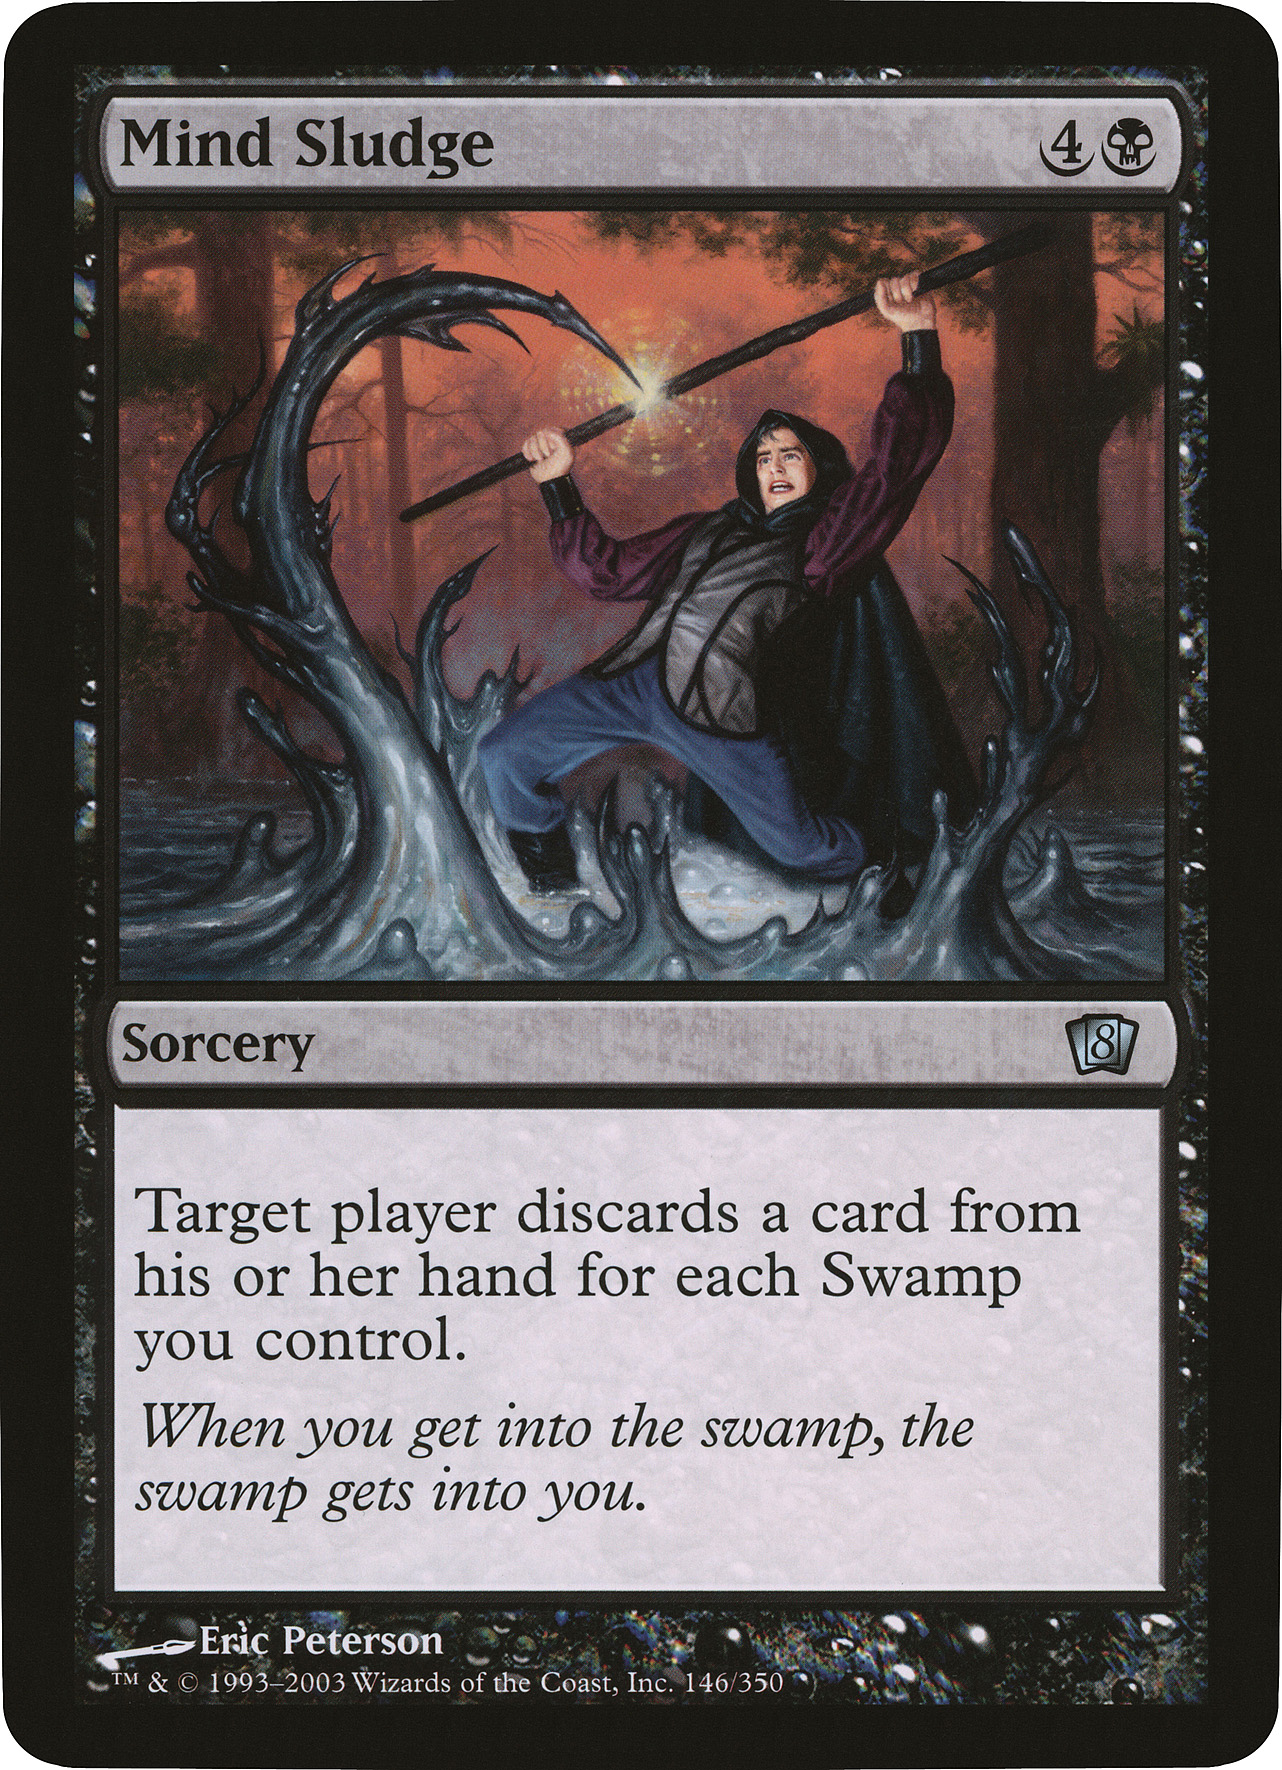 Mind Sludge 4
Sorcery 8
Target player discards a card from
his or her hand for each Swamp
you control.
When you get into the swamp, the
swamp gets into you.
Eric Peterson
™ & © 1993–2003 Wizards of the Coast, Inc. 146/350